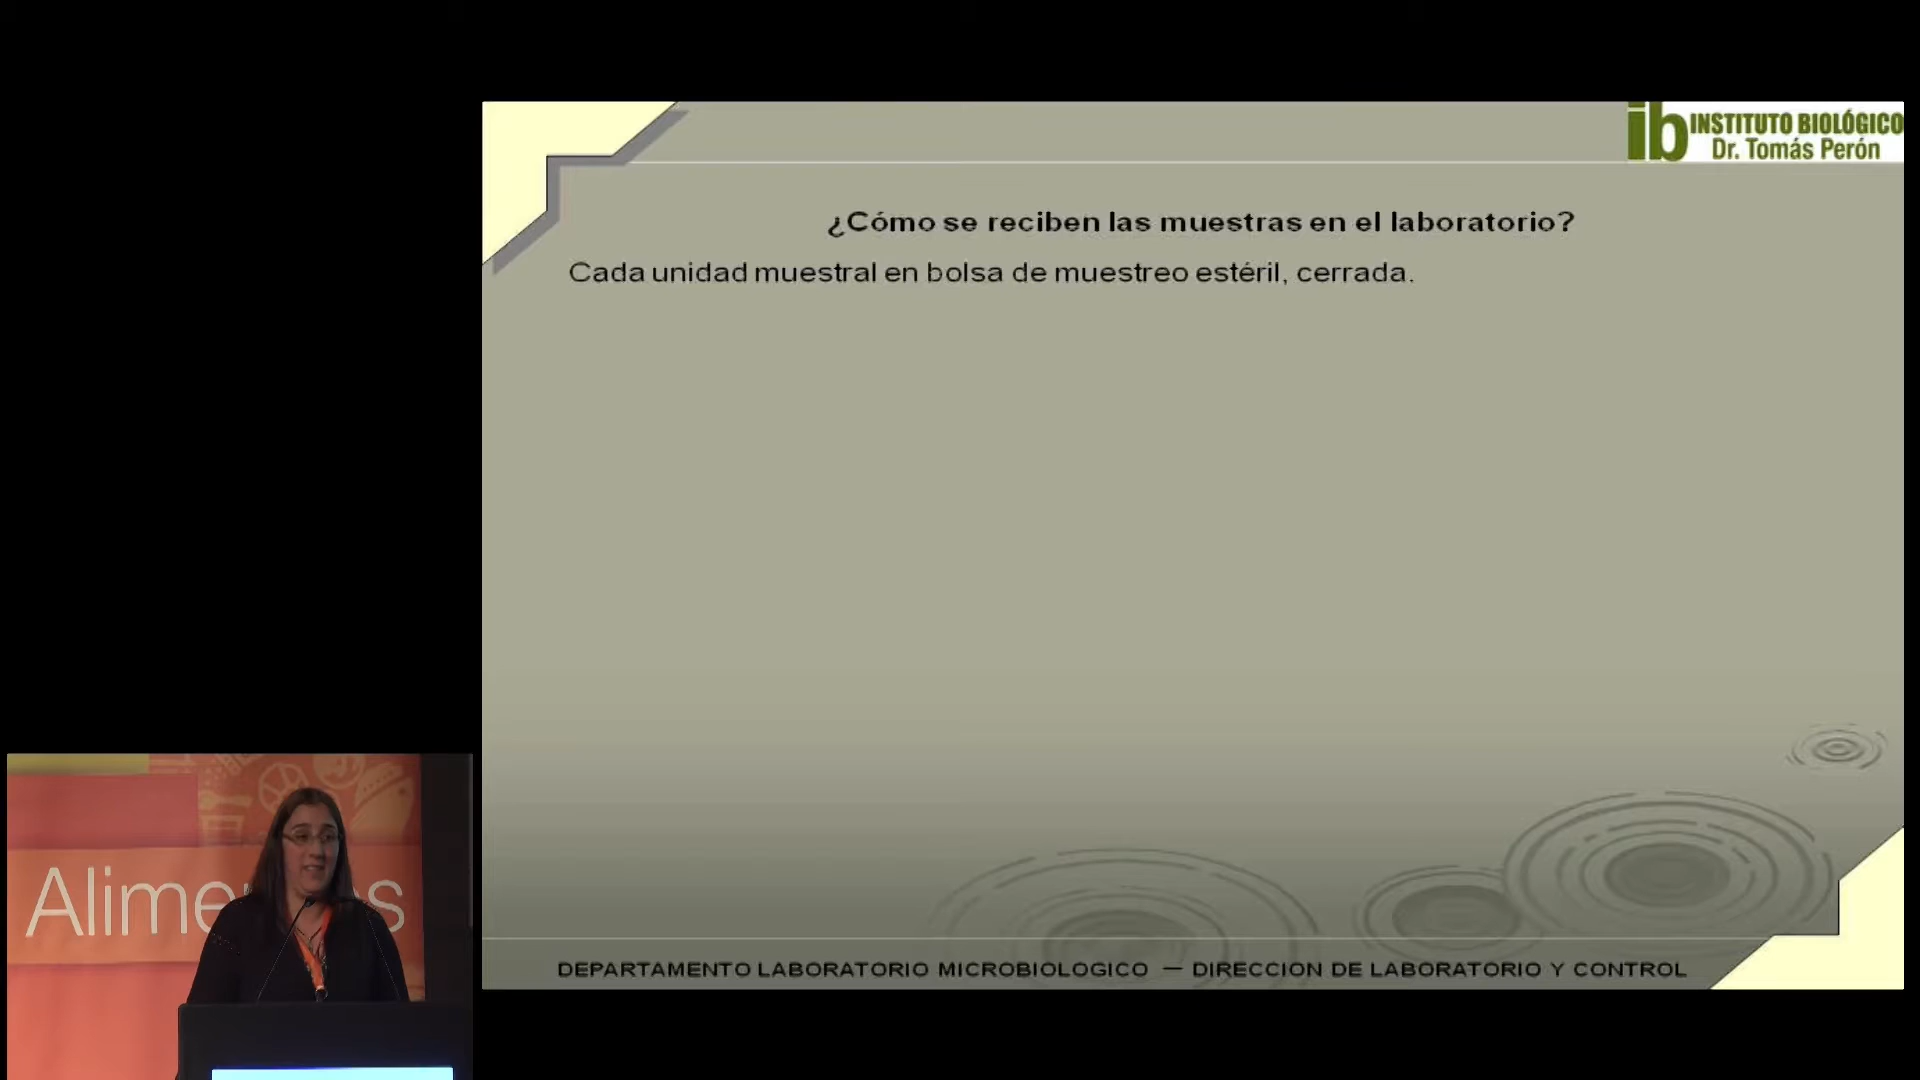 ib INSTITUTO BIOLÓGICO
Dr. Tomás Perón
¿Cómo se reciben las muestras en el laboratorio?
Cada unidad muestral en bolsa de muestreo estéril, cerrada.
DEPARTAMENTO LABORATORIO MICROBIOLOGICO — DIRECCION DE LABORATORIO Y CONTROL